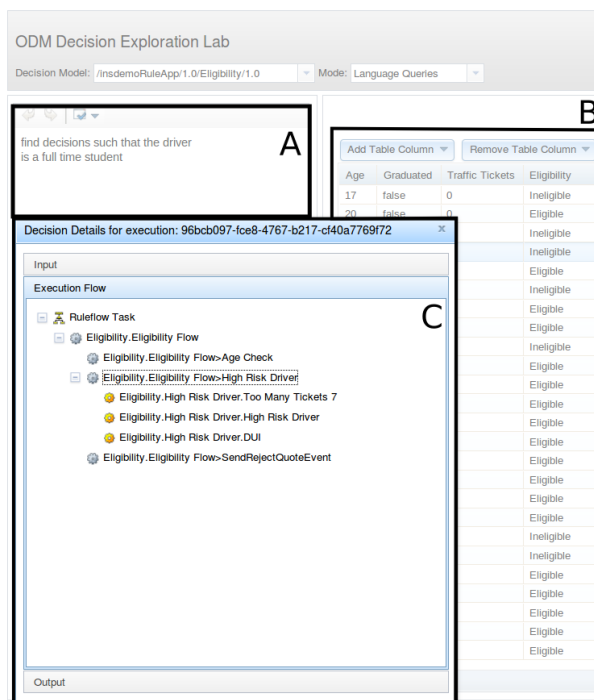 ODM Decision Exploration Lab
Decision Model: /insdemoRuleApp/1.0/Eligibility/1.0 Mode: Language Queries
A
B
find decisions such that the driver
is a full time student
Add Table Column Remove Table Column
Age Graduated Traffic Tickets Eligibility
17 false 0 Ineligible
20 false 0 Eligible
Ineligible
Ineligible
Eligible
Ineligible
Eligible
Eligible
Ineligible
Eligible
Eligible
Eligible
Eligible
Eligible
Eligible
Eligible
Eligible
Eligible
Ineligible
Ineligible
Eligible
Eligible
Eligible
Eligible
Eligible
Decision Details for execution: 96bcb097-fce8-4767-b217-cf40a7769f72 x
Input
Execution Flow
C
Ruleflow Task
Eligibility.Eligibility Flow
Eligibility.Eligibility Flow>Age Check
Eligibility.Eligibility Flow>High Risk Driver
Eligibility.High Risk Driver.Too Many Tickets 7
Eligibility.High Risk Driver.High Risk Driver
Eligibility.High Risk Driver.DUI
Eligibility.Eligibility Flow>SendRejectQuoteEvent
Output